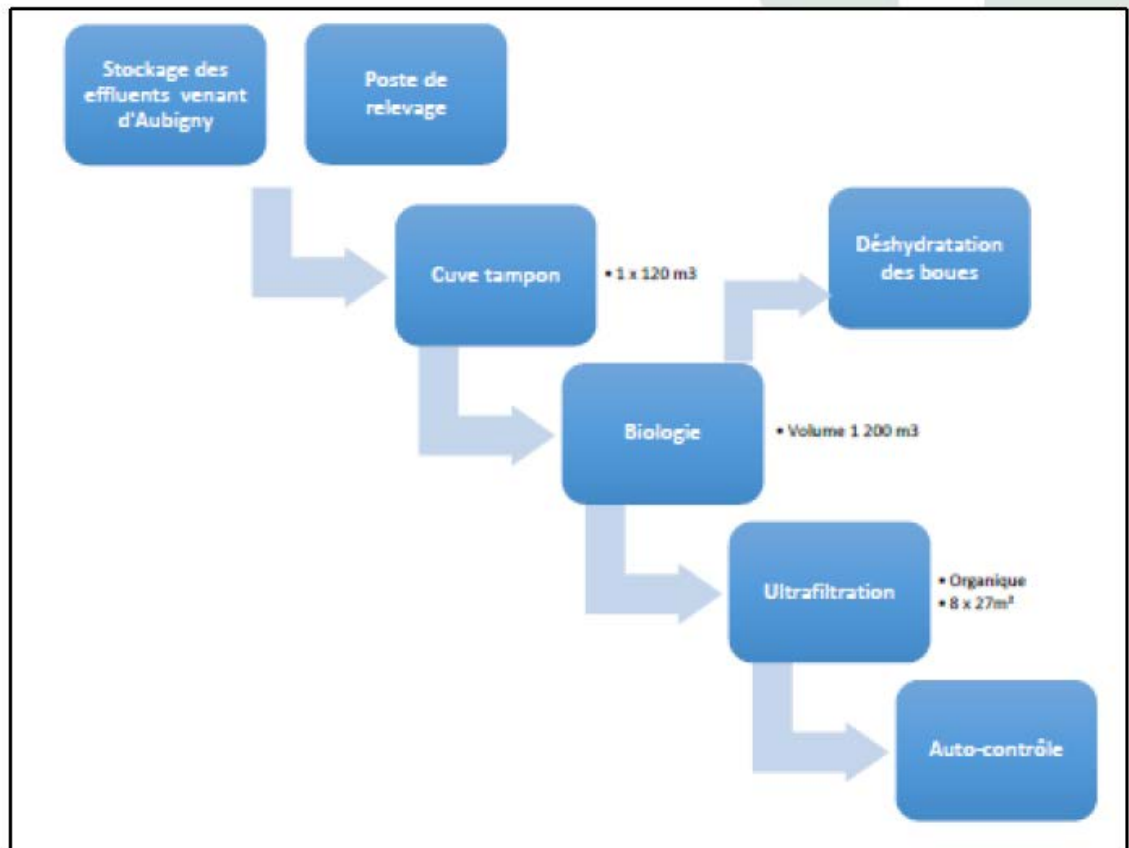 Stockage des
effluents venant
d'Aubigny
Poste de
relevage
Cuve tampon
• 1 x 120 m3
Déshydratation
des boues
Biologie
• Volume 1 200 m3
Ultrafiltration
• Organique
• 8 x 27m²
Auto-contrôle